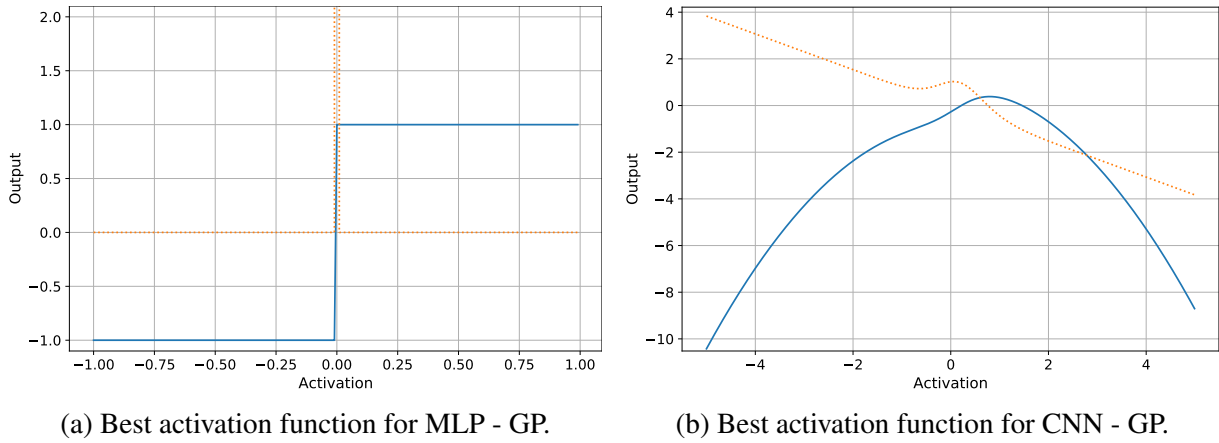 2.0
1.5
1.0
0.5
0.0
−0.5
−1.0
Output
−1.00 −0.75 −0.50 −0.25 0.00 0.25 0.50 0.75 1.00
Activation
(a) Best activation function for MLP - GP.
4
2
0
−2
−4
−6
−8
−10
Output
−4 −2 0 2 4
Activation
(b) Best activation function for CNN - GP.